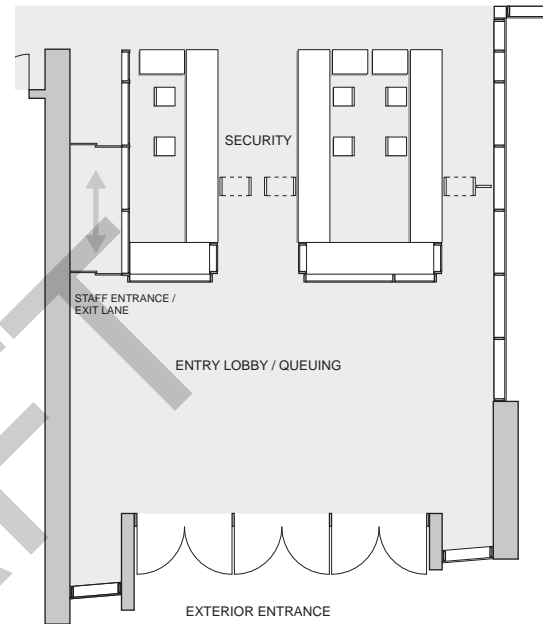 SECURITY
STAFF ENTRANCE /
EXIT LANE
ENTRY LOBBY / QUEUING
EXTERIOR ENTRANCE